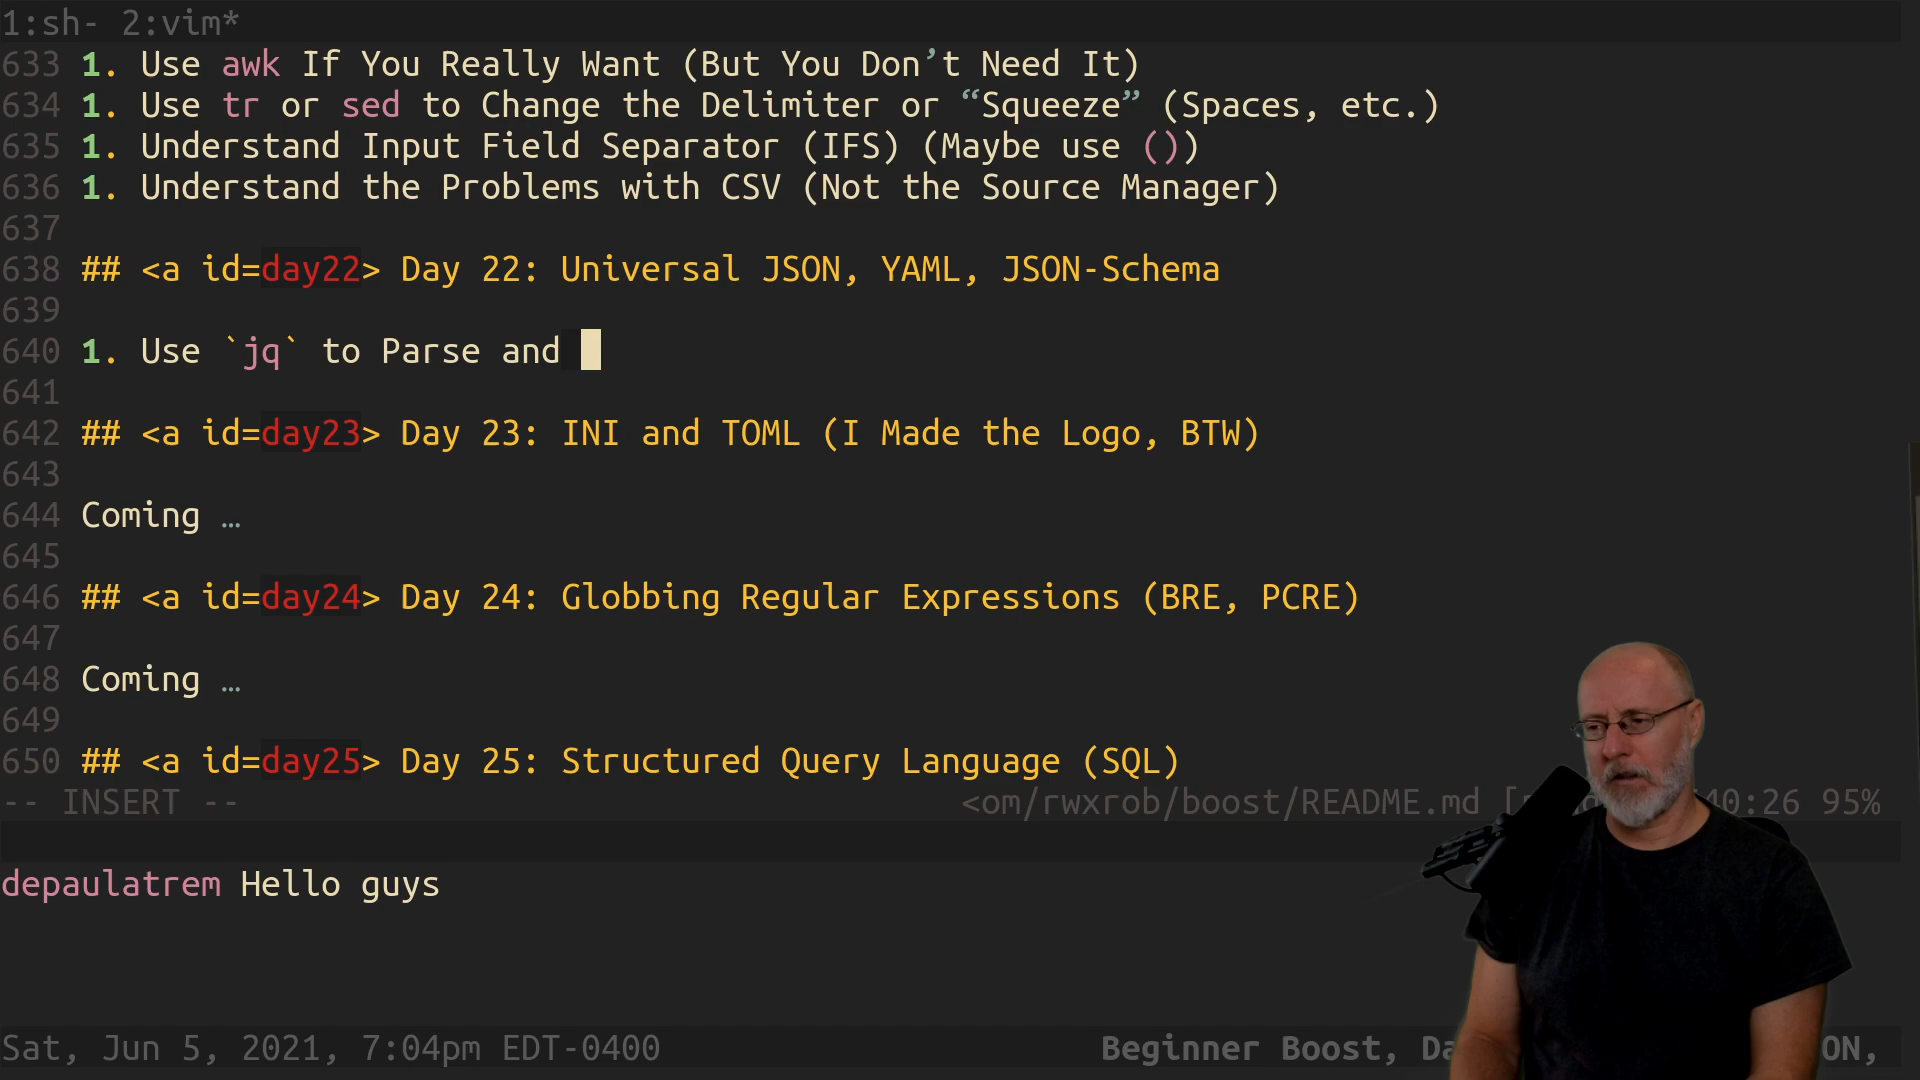 1:sh- 2:vim*
633 1. Use awk If You Really Want (But You Don’t Need It)
634 1. Use tr or sed to Change the Delimiter or “Squeeze” (Spaces, etc.)
635 1. Understand Input Field Separator (IFS) (Maybe use ())
636 1. Understand the Problems with CSV (Not the Source Manager)
637
638 ## <a id=day22> Day 22: Universal JSON, YAML, JSON-Schema
639
640 1. Use `jq` to Parse and
641
642 ## <a id=day23> Day 23: INI and TOML (I Made the Logo, BTW)
643
644 Coming …
645
646 ## <a id=day24> Day 24: Globbing Regular Expressions (BRE, PCRE)
647
648 Coming …
649
650 ## <a id=day25> Day 25: Structured Query Language (SQL)
-- INSERT -- <om/rwxrob/boost/README.md 40:26 95%
depaulatrem Hello guys
Sat, Jun 5, 2021, 7:04pm EDT-0400 Beginner Boost, ON,